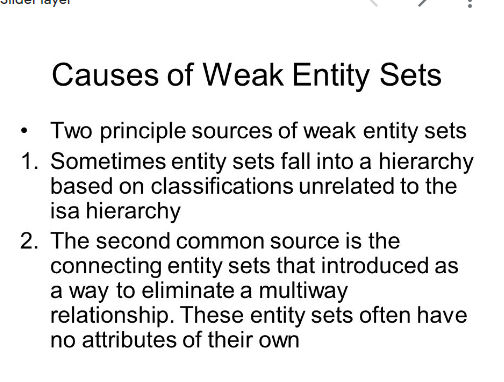 Causes of Weak Entity Sets
• Two principle sources of weak entity sets
1. Sometimes entity sets fall into a hierarchy
based on classifications unrelated to the
isa hierarchy
2. The second common source is the
connecting entity sets that introduced as
a way to eliminate a multiway
relationship. These entity sets often have
no attributes of their own